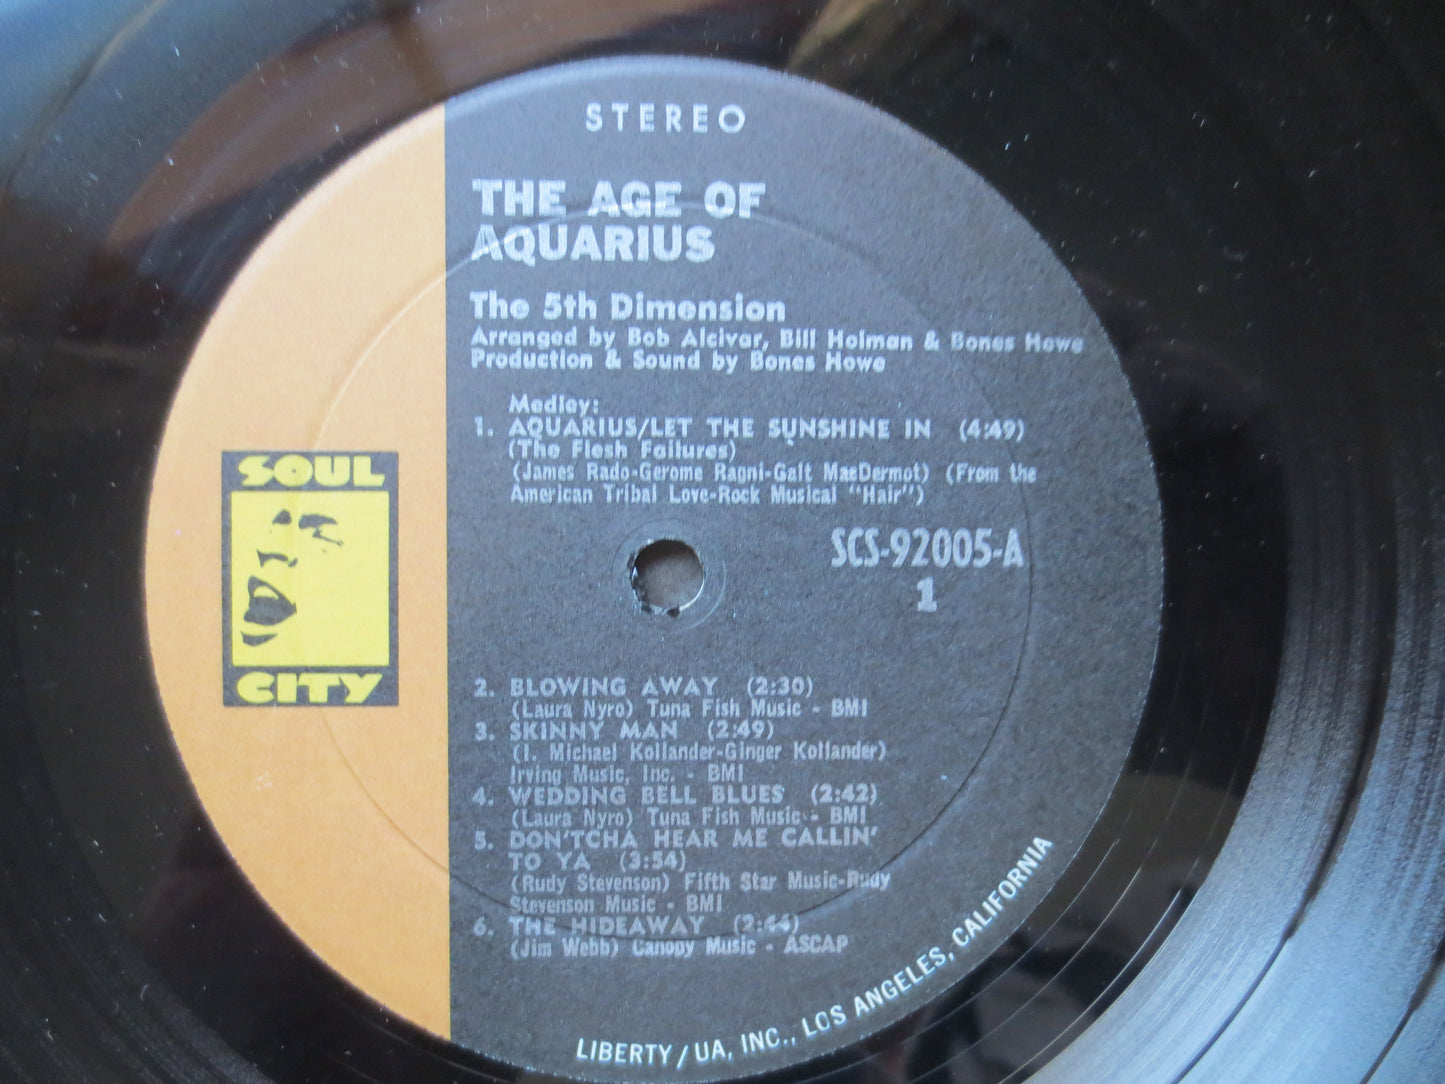 STEREO
THE AGE OF
AQUARIUS
The 5th Dimension
Arranged by Bob Alcivar, Bill Holman & Bones Howe
Production & Sound by Bones Howe
Medley:
1. AQUARIUS/LET THE SUNSHINE IN (4:49)
(The Flesh Failures)
(James Rado-Gerome Ragni-Galt MacDermot) (From the
American Tribal Love-Rock Musical "Hair")
SOUL
CITY
SCS-92005-A
1
2. BLOWING AWAY (2:30)
(Laura Nyro) Tuna Fish Music - BMI
3. SKINNY MAN (2:49)
(I. Michael Kollander-Ginger Kollander)
Irving Music, Inc. - BMI
4. WEDDING BELL BLUES (2:42)
(Laura Nyro) Tuna Fish Music - BMI
5. DON'TCHA HEAR ME CALLIN'
TO YA (3:54)
(Rudy Stevenson) Fifth Star Music-Rudy
Stevenson Music - BMI
6. THE HIDEAWAY (2:44)
(Jim Webb) Canopy Music - ASCAP
LIBERTY/UA, INC., LOS ANGELES, CALIFORNIA